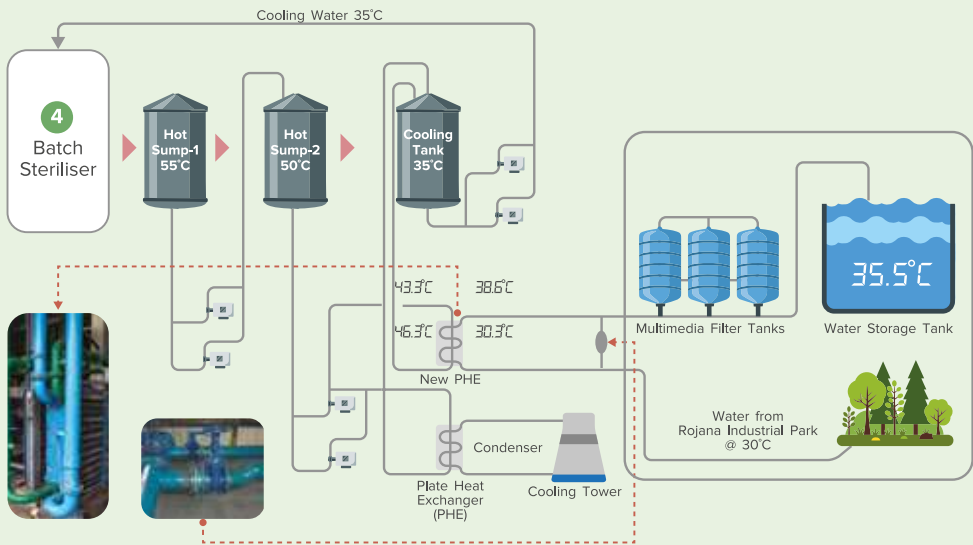 Cooling Water 35°C
4
Batch
Steriliser
Hot
Sump-1
55°C
Hot
Sump-2
50°C
Cooling
Tank
35°C
43.3°C
38.6°C
46.3°C
30.3°C
New PHE
Multimedia Filter Tanks
35.5°C
Water Storage Tank
Water from
Rojana Industrial Park
@ 30°C
Condenser
Plate Heat
Exchanger
(PHE)
Cooling Tower